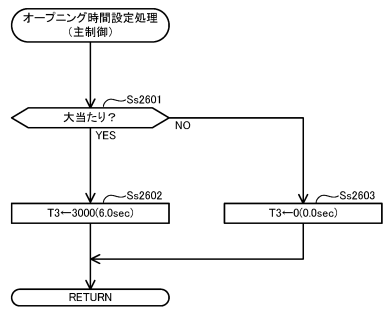 オープニング時間設定処理
(主制御)
Ss2601
大当たり？
YES
NO
Ss2602
T3←3000(6.0sec)
Ss2603
T3←0(0.0sec)
RETURN